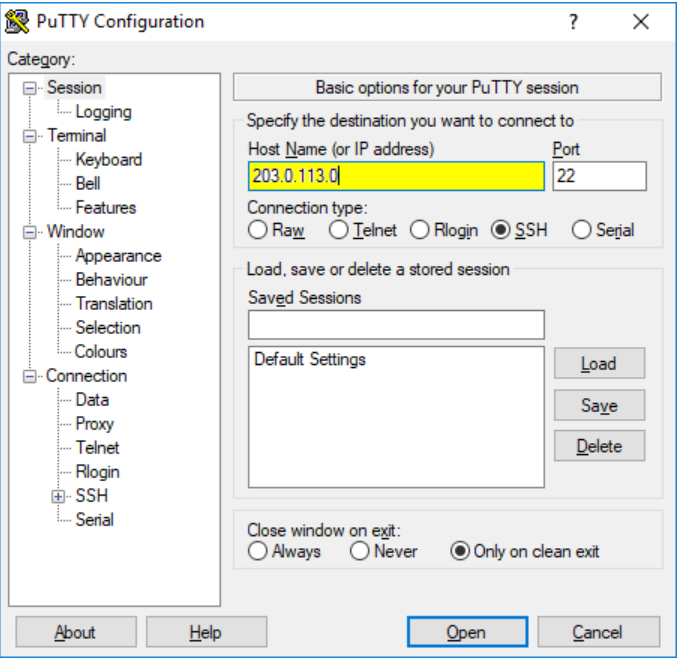 PuTTY Configuration
?
Category:
Session
Logging
Terminal
Keyboard
Bell
Features
Window
Appearance
Behaviour
Translation
Selection
Colours
Connection
Data
Proxy
Telnet
Rlogin
SSH
Serial
Basic options for your PuTTY session
Specify the destination you want to connect to
Host Name (or IP address) Port
203.0.113.0 22
Connection type:
Raw Telnet Rlogin SSH Serial
Load, save or delete a stored session
Saved Sessions
Default Settings
Load
Save
Delete
Close window on exit:
Always Never Only on clean exit
About Help Open Cancel